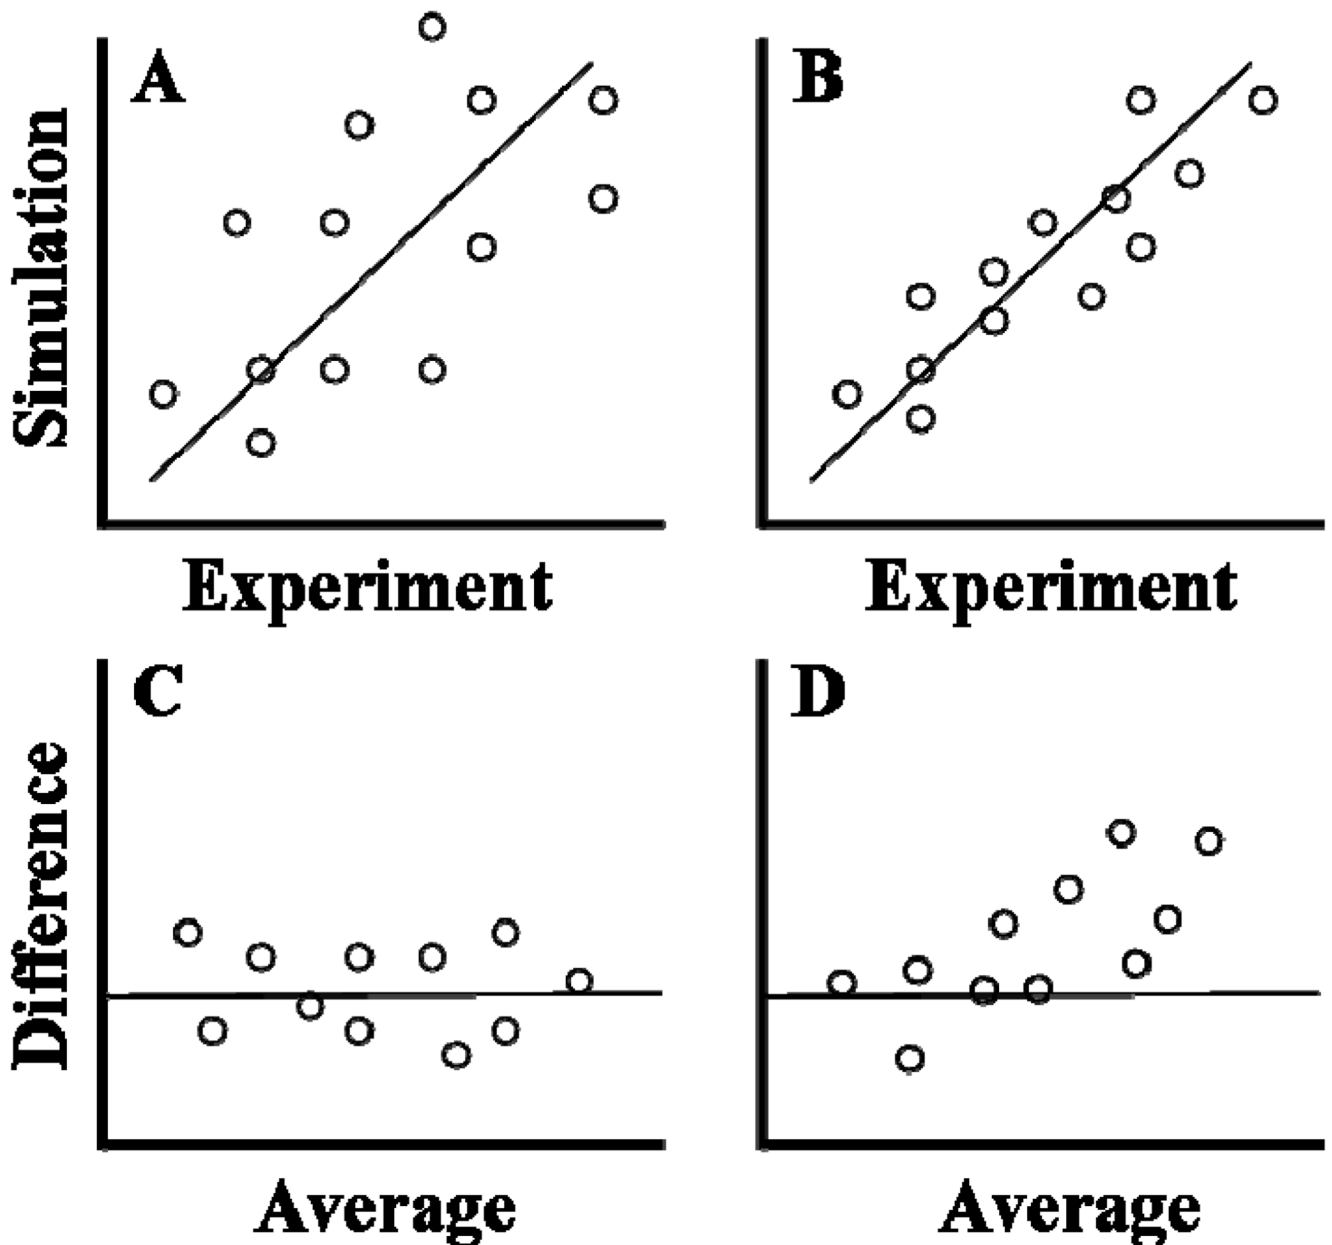 A
B
Simulation
Experiment
Experiment
C
D
Difference
Average
Average